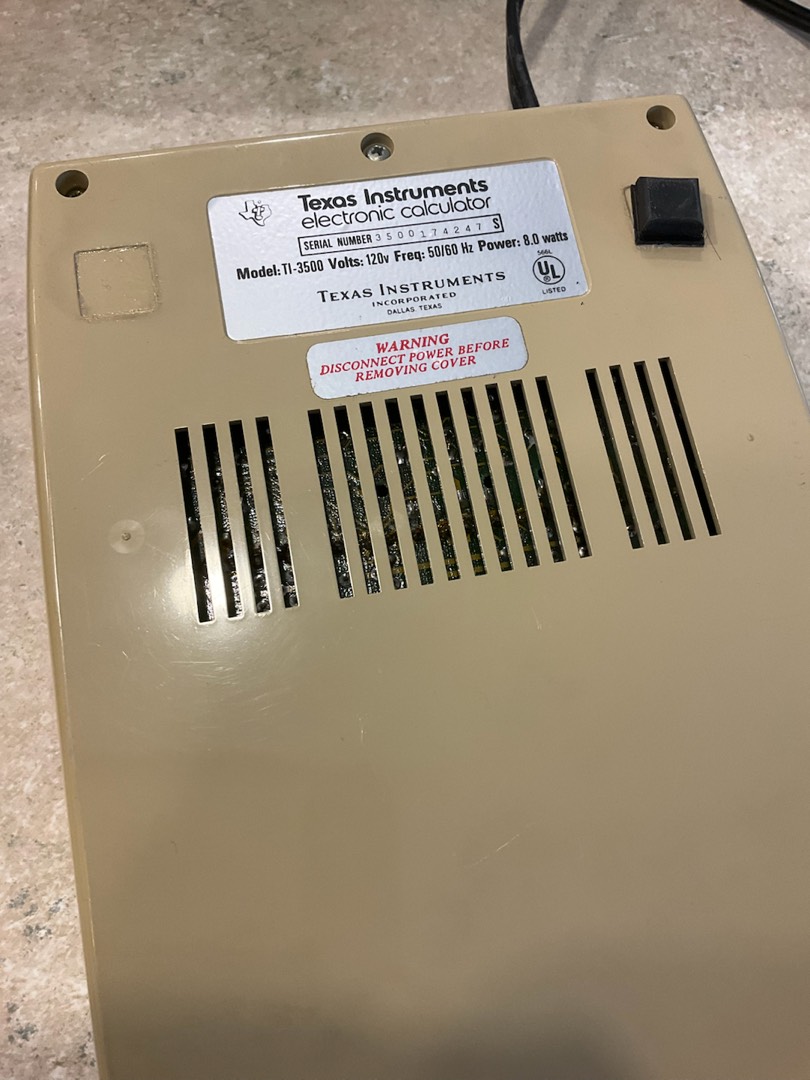 Texas Instruments
electronic calculator
SERIAL NUMBER 3500174247 S
Model: TI-3500 Volts: 120v Freq: 50/60 Hz Power: 8.0 watts
566L
UL
®
LISTED
TEXAS INSTRUMENTS
INCORPORATED
DALLAS, TEXAS
WARNING
DISCONNECT POWER BEFORE
REMOVING COVER